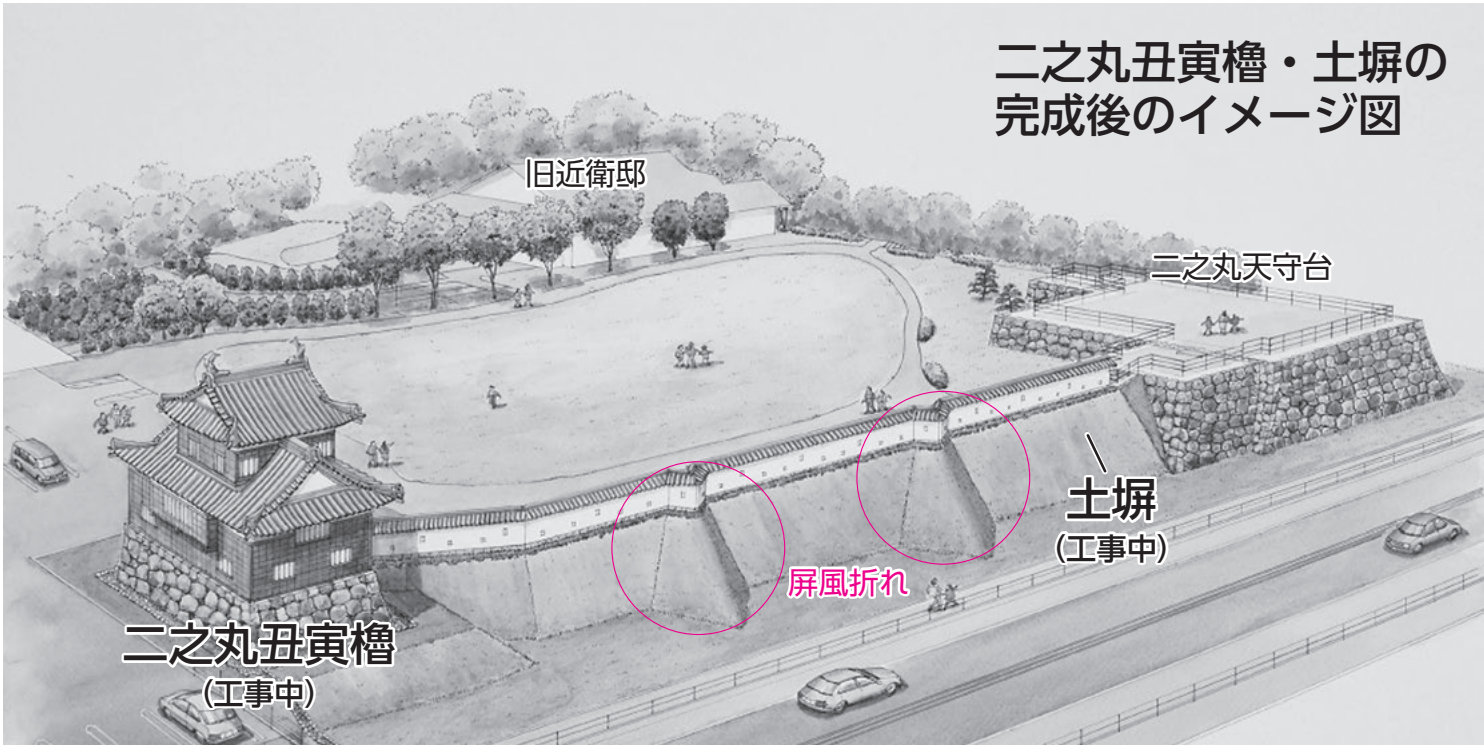 二之丸丑寅櫓・土塀の
完成後のイメージ図
旧近衛邸
二之丸天守台
土塀
(工事中)
屏風折れ
二之丸丑寅櫓
(工事中)